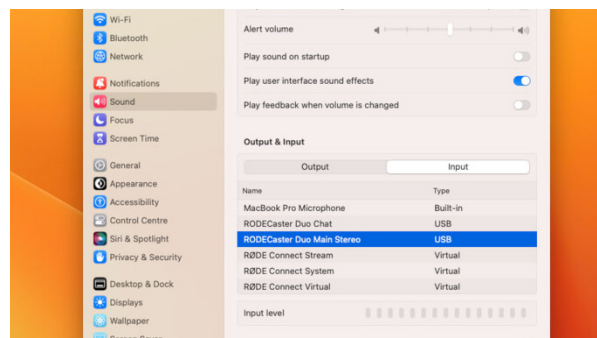 Wi-Fi
Bluetooth
Network
Notifications
Sound
Focus
Screen Time
General
Appearance
Accessibility
Control Centre
Siri & Spotlight
Privacy & Security
Desktop & Dock
Displays
Wallpaper
Alert volume
Play sound on startup
Play user interface sound effects
Play feedback when volume is changed
Output & Input
Output Input
Name Type
MacBook Pro Microphone Built-in
RODECaster Duo Chat USB
RODECaster Duo Main Stereo USB
RØDE Connect Stream Virtual
RØDE Connect System Virtual
RØDE Connect Virtual Virtual
Input level